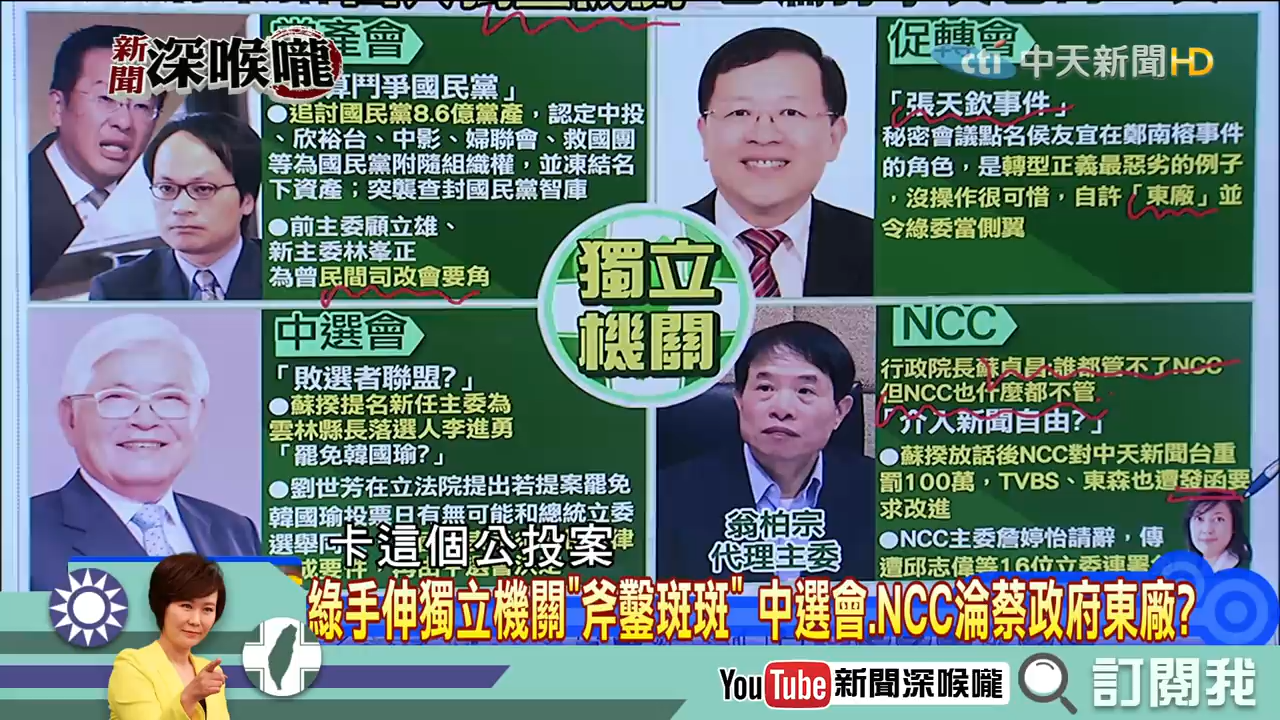 新聞深喉嚨
黨產會
算鬥爭國民黨」
●追討國民黨8.6億黨產，認定中投
、欣裕台、中影、婦聯會、救國團
等為國民黨附隨組織權，並凍結名
下資產；突襲查封國民黨智庫
●前主委顧立雄、
新主委林峯正
為曾民間司改會要角
促轉會
cti 中天新聞HD
「張天欽事件」
秘密會議點名侯友宜在鄭南榕事件
的角色，是轉型正義最惡劣的例子
，沒操作很可惜，自許「東廠」並
令綠委當側翼
獨立
機關
中選會
「敗選者聯盟?」
●蘇揆提名新任主委為
雲林縣長落選人李進勇
「罷免韓國瑜?」
●劉世芳在立法院提出若提案罷免
韓國瑜投票日有無可能和總統立委
選舉
律
NCC
行政院長蘇貞昌:誰都管不了NCC
但NCC也什麼都不管
「介入新聞自由?」
●蘇揆放話後NCC對中天新聞台重
罰100萬，TVBS、東森也遭發函要
求改進
●NCC主委詹婷怡請辭，傳
遭邱志偉等16位立委連署
翁柏宗
代理主委
卡這個公投案
綠手伸獨立機關"斧鑿斑斑" 中選會.NCC淪蔡政府東廠?
YouTube 新聞深喉嚨 訂閱我